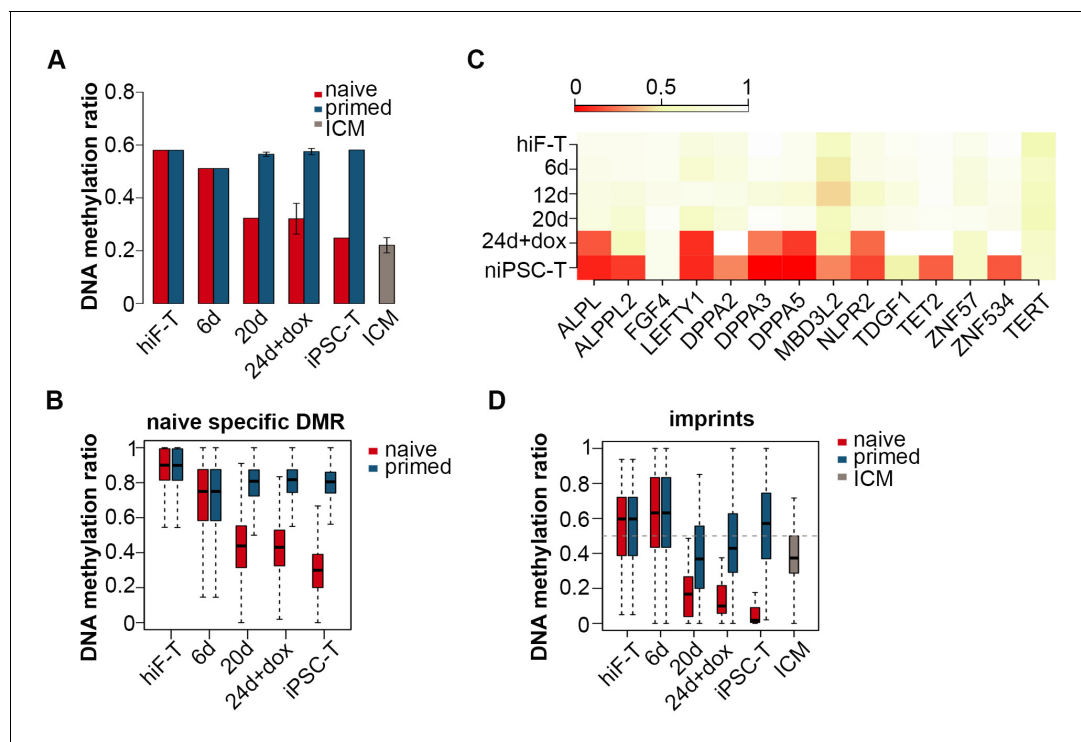 A
DNA methylation ratio
0.8
0.6
0.4
0.2
0
naive
primed
ICM
hiF-T
6d
20d
24d+dox
iPSC-T
ICM
C
0
0.5
1
hiF-T
6d
12d
20d
24d+dox
niPSC-T
ALPL
ALPPL2
FGF4
LEFTY1
DPPA2
DPPA3
DPPA5
MBD3L2
NLPR2
TDGF1
TET2
ZNF57
ZNF534
TERT
B
naive specific DMR
DNA methylation ratio
1
0.8
0.6
0.4
0.2
0
naive
primed
hiF-T
6d
20d
24d+dox
iPSC-T
D
imprints
DNA methylation ratio
1
0.8
0.6
0.4
0.2
0
naive
primed
ICM
hiF-T
6d
20d
24d+dox
iPSC-T
ICM